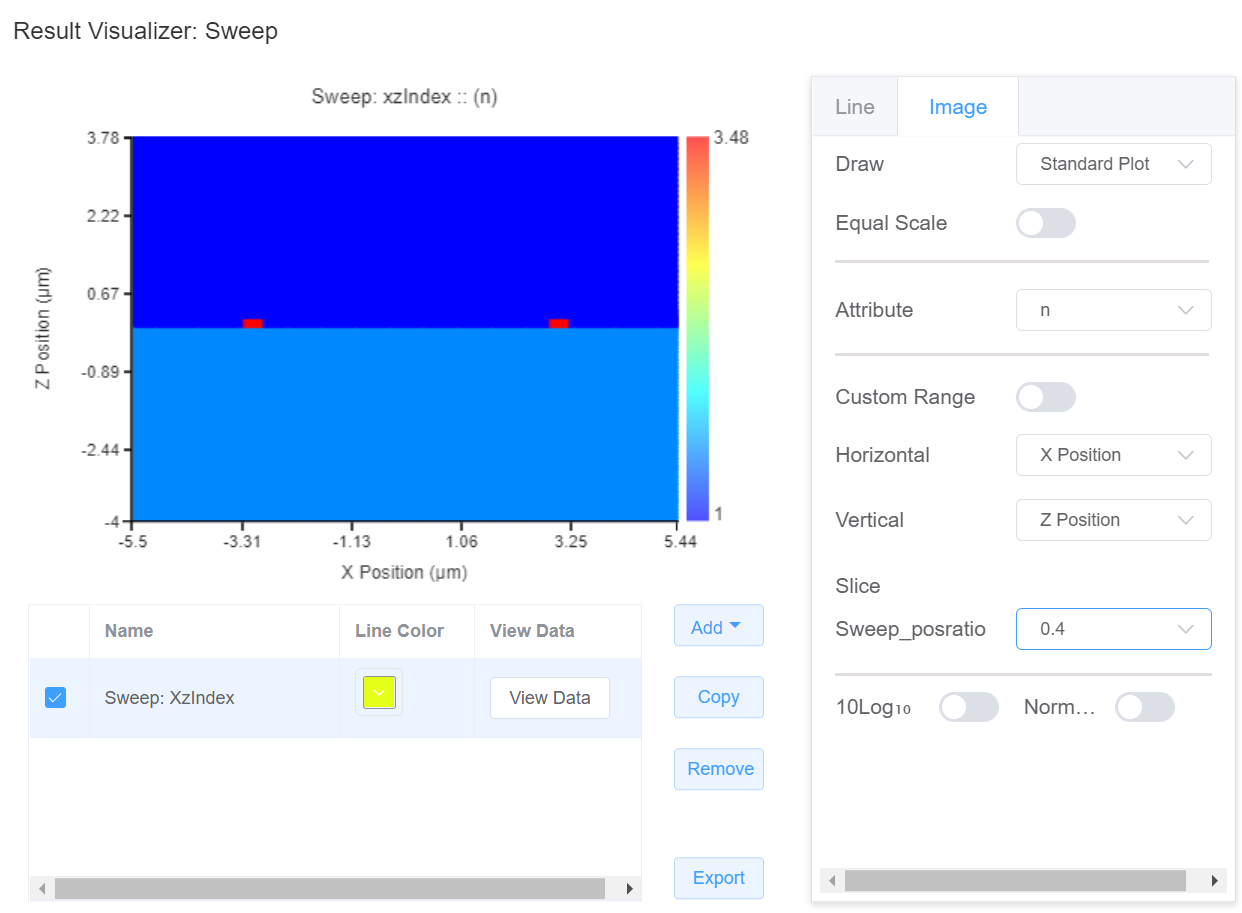 Result Visualizer: Sweep
Sweep: xzIndex :: (n)
3.78
2.22
0.67
-0.89
-2.44
-4
Z Position (µm)
-5.5 -3.31 -1.13 1.06 3.25 5.44
X Position (µm)
3.48
1
Name Line Color View Data
Sweep: XzIndex View Data
Add
Copy
Remove
Export
Line Image
Draw Standard Plot
Equal Scale
Attribute n
Custom Range
Horizontal X Position
Vertical Z Position
Slice
Sweep_posratio 0.4
10Log₁₀ Norm…